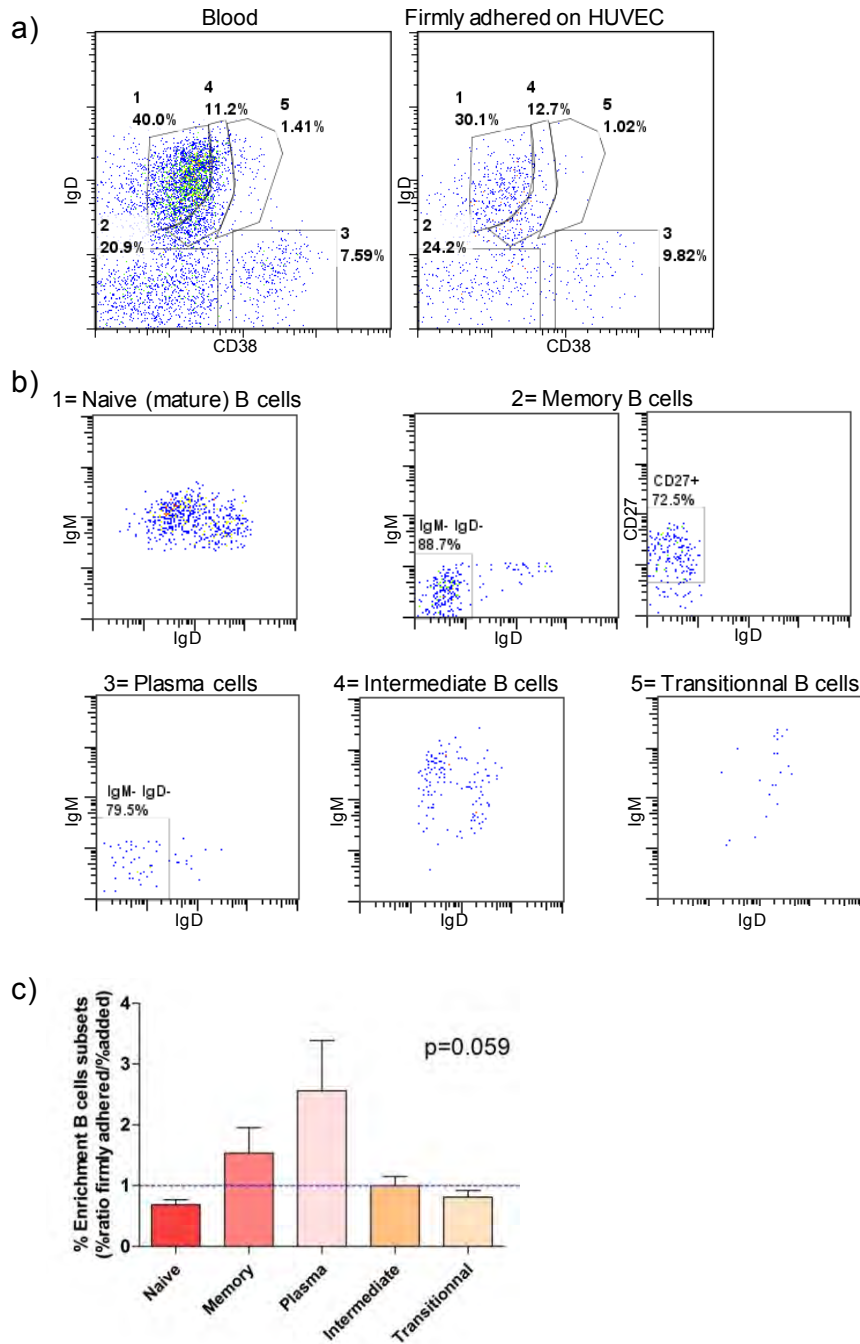 a)
Blood
Firmly adhered on HUVEC
1
40.0%
4
11.2%
5
1.41%
2
20.9%
3
7.59%
IgD
CD38
1
30.1%
4
12.7%
5
1.02%
2
24.2%
3
9.82%
IgD
CD38
b)
1= Naive (mature) B cells
IgM
IgD
2= Memory B cells
IgM- IgD-
88.7%
IgM
IgD
CD27+
72.5%
CD27
IgD
3= Plasma cells
IgM- IgD-
79.5%
IgM
IgD
4= Intermediate B cells
IgM
IgD
5= Transitionnal B cells
IgM
IgD
c)
% Enrichment B cells subsets
(%ratio firmly adhered/%added)
4
3
2
1
0
p=0.059
Naive
Memory
Plasma
Intermediate
Transitionnal